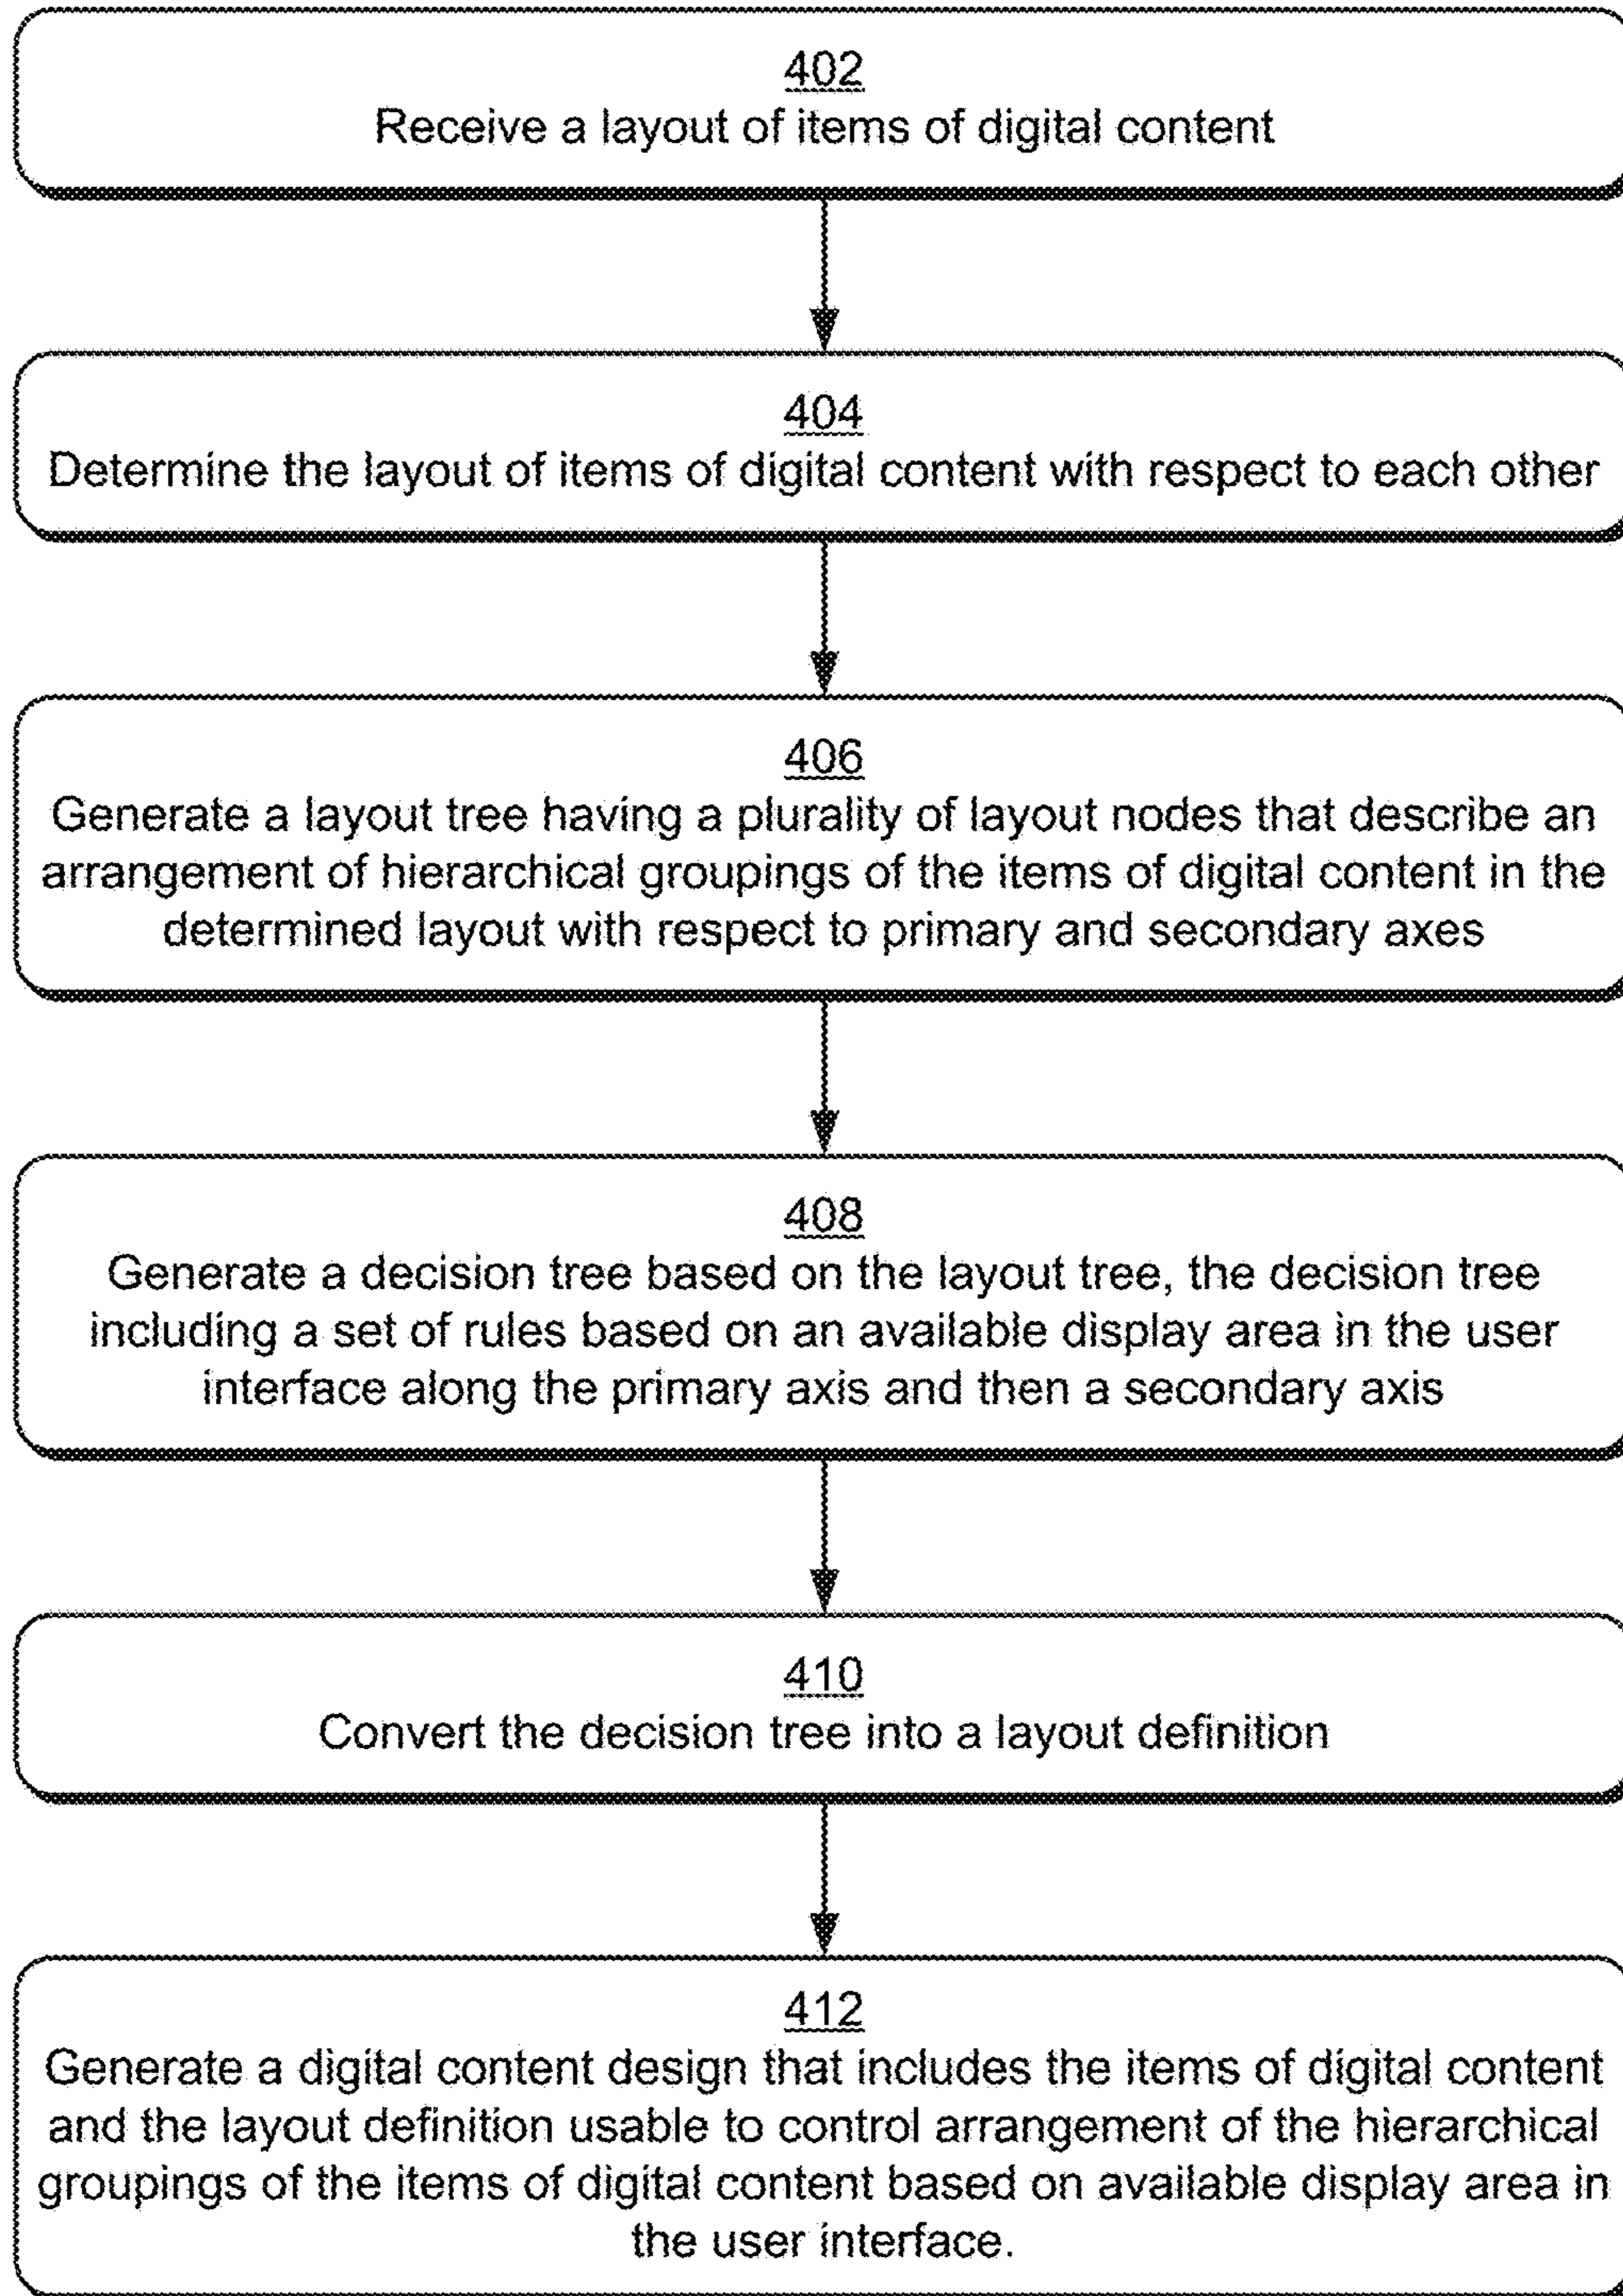 402
Receive a layout of items of digital content
404
Determine the layout of items of digital content with respect to each other
406
Generate a layout tree having a plurality of layout nodes that describe an
arrangement of hierarchical groupings of the items of digital content in the
determined layout with respect to primary and secondary axes
408
Generate a decision tree based on the layout tree, the decision tree
including a set of rules based on an available display area in the user
interface along the primary axis and then a secondary axis
410
Convert the decision tree into a layout definition
412
Generate a digital content design that includes the items of digital content
and the layout definition usable to control arrangement of the hierarchical
groupings of the items of digital content based on available display area in
the user interface.